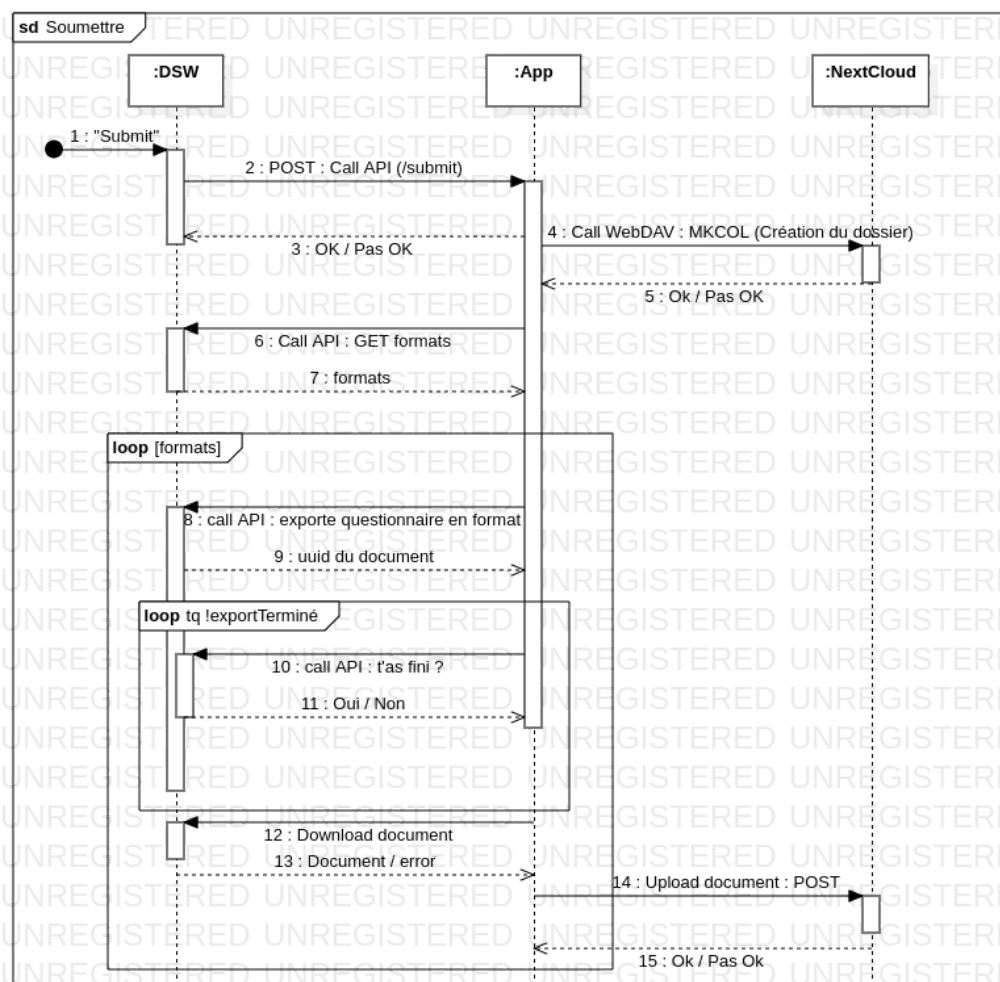 sd Soumettre
:DSW
:App
:NextCloud
1 : "Submit"
2 : POST : Call API (/submit)
3 : OK / Pas OK
4 : Call WebDAV : MKCOL (Création du dossier)
5 : Ok / Pas OK
6 : Call API : GET formats
7 : formats
loop [formats]
8 : call API : exporte questionnaire en format
9 : uuid du document
loop tq !exportTerminé
10 : call API : t'as fini ?
11 : Oui / Non
12 : Download document
13 : Document / error
14 : Upload document : POST
15 : Ok / Pas Ok
UNREGISTERED